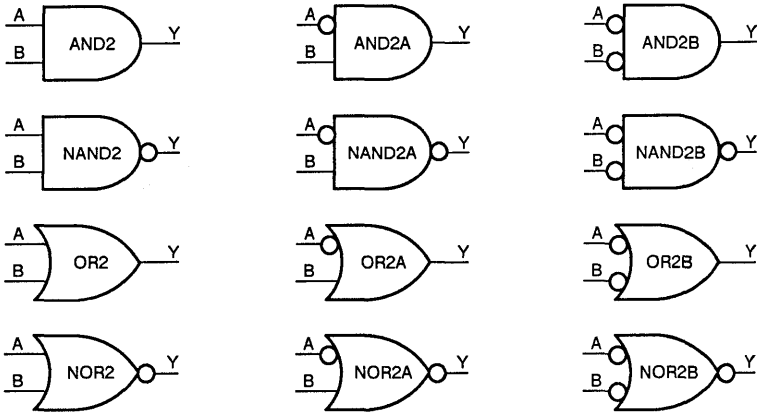 A AND2 Y
B
A AND2A Y
B
A AND2B Y
B
A NAND2 Y
B
A NAND2A Y
B
A NAND2B Y
B
A OR2 Y
B
A OR2A Y
B
A OR2B Y
B
A NOR2 Y
B
A NOR2A Y
B
A NOR2B Y
B